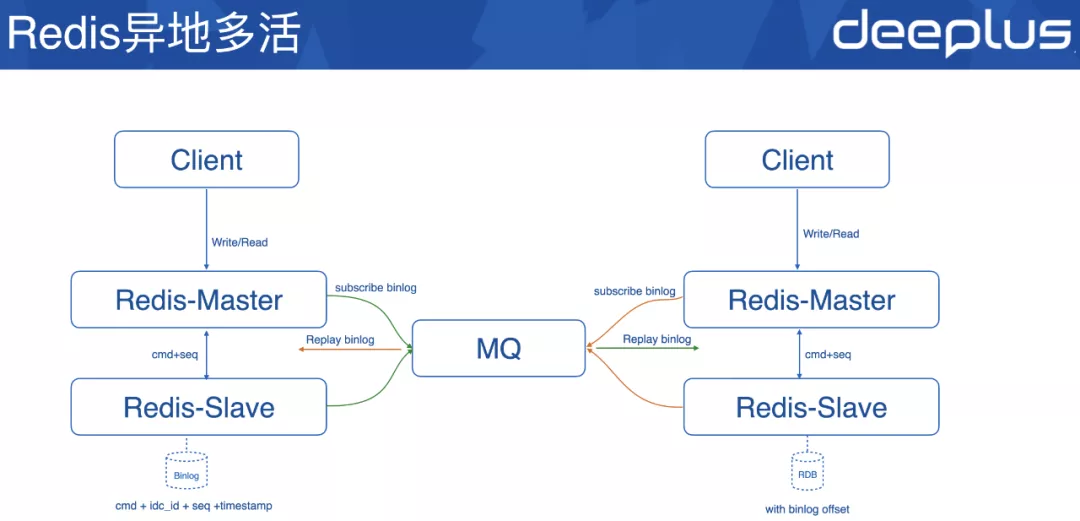 Redis异地多活
deeplus
Client
Client
Write/Read
Write/Read
Redis-Master
subscribe binlog
subscribe binlog
Redis-Master
Replay binlog
MQ
Replay binlog
cmd+seq
cmd+seq
Redis-Slave
Redis-Slave
Binlog
RDB
cmd + idc_id + seq +timestamp
with binlog offset